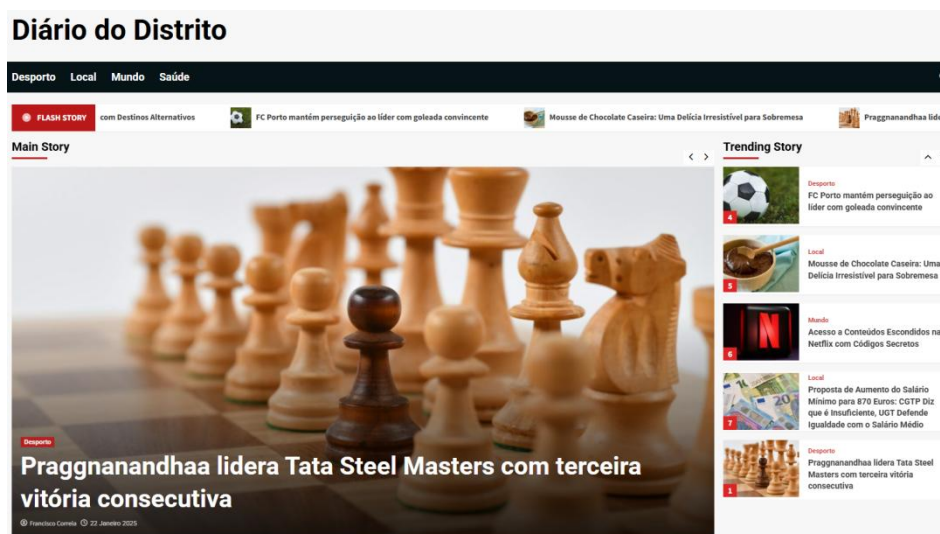 Diário do Distrito
Desporto Local Mundo Saúde
FLASH STORY com Destinos Alternativos FC Porto mantém perseguição ao líder com goleada convincente Mousse de Chocolate Caseira: Uma Delícia Irresistível para Sobremesa Praggnanandhaa lide
Main Story
Praggnanandhaa lidera Tata Steel Masters com terceira
vitória consecutiva
Desporto
Francisco Correia 22 Janeiro 2025
Trending Story
4
Desporto
FC Porto mantém perseguição ao
líder com goleada convincente
5
Local
Mousse de Chocolate Caseira: Uma
Delícia Irresistível para Sobremesa
N
6
Mundo
Acesso a Conteúdos Escondidos na
Netflix com Códigos Secretos
20
7
Local
Proposta de Aumento do Salário
Mínimo para 870 Euros: CGTP Diz
que é Insuficiente, UGT Defende
Igualdade com o Salário Médio
1
Desporto
Praggnanandhaa lidera Tata Steel
Masters com terceira vitória
consecutiva